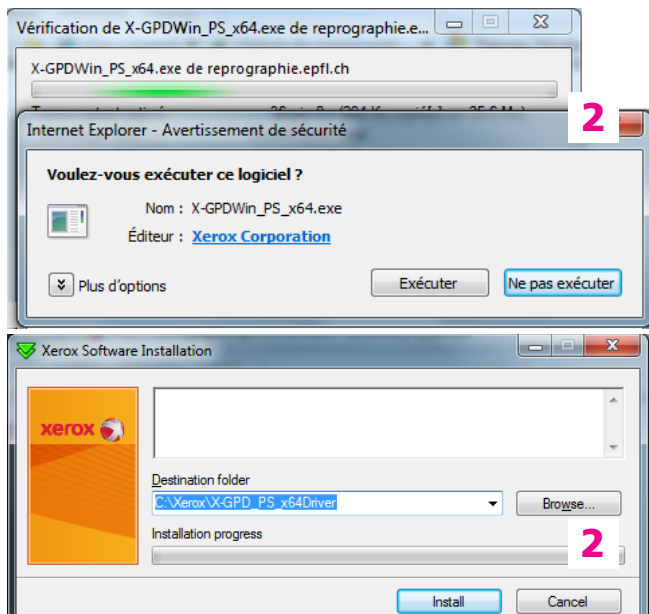 Vérification de X-GPDWin_PS_x64.exe de reprographie.e...
X-GPDWin_PS_x64.exe de reprographie.epfl.ch
2
Internet Explorer - Avertissement de sécurité
Voulez-vous exécuter ce logiciel ?
Nom : X-GPDWin_PS_x64.exe
Éditeur : Xerox Corporation
Plus d'options
Exécuter
Ne pas exécuter
Xerox Software Installation
xerox
Destination folder
C:\Xerox\X-GPD_PS_x64Driver
Browse...
Installation progress
2
Install
Cancel